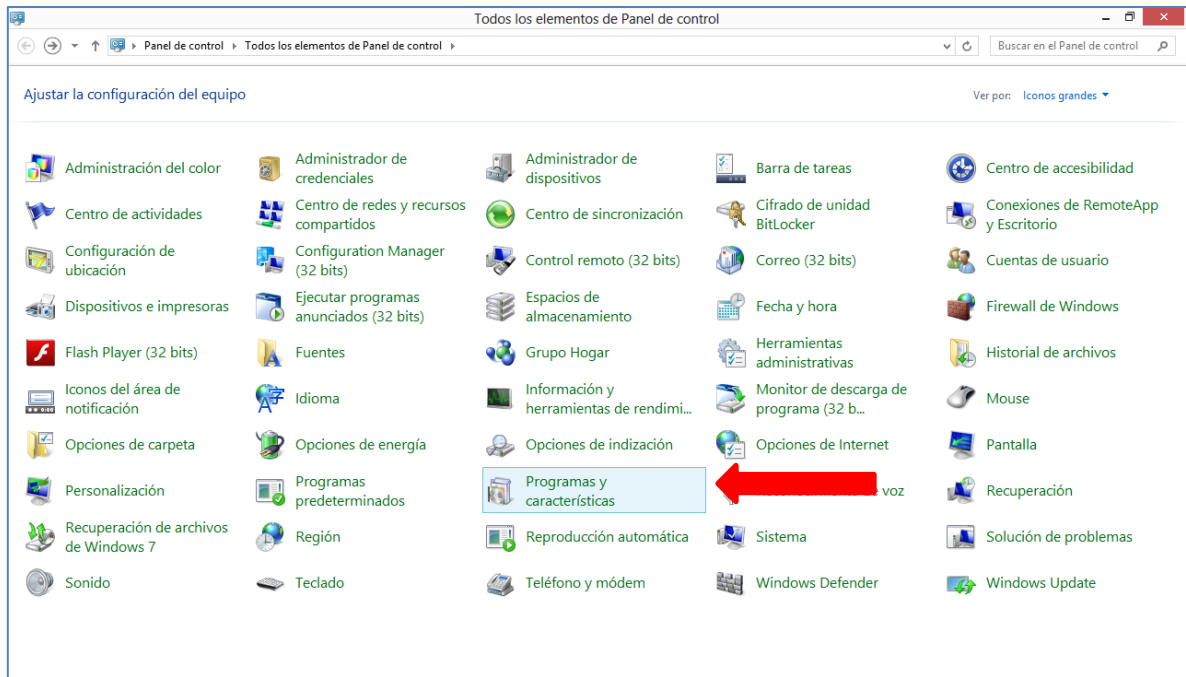 Todos los elementos de Panel de control
Panel de control Todos los elementos de Panel de control
Buscar en el Panel de control
Ajustar la configuración del equipo
Ver por: Iconos grandes
Administración del color
Administrador de
credenciales
Administrador de
dispositivos
Barra de tareas
Centro de accesibilidad
Centro de actividades
Centro de redes y recursos
compartidos
Centro de sincronización
Cifrado de unidad
BitLocker
Conexiones de RemoteApp
y Escritorio
Configuración de
ubicación
Configuration Manager
(32 bits)
Control remoto (32 bits)
Correo (32 bits)
Cuentas de usuario
Dispositivos e impresoras
Ejecutar programas
anunciados (32 bits)
Espacios de
almacenamiento
Fecha y hora
Firewall de Windows
Flash Player (32 bits)
Fuentes
Grupo Hogar
Herramientas
administrativas
Historial de archivos
Iconos del área de
notificación
Idioma
Información y
herramientas de rendimi...
Monitor de descarga de
programa (32 b...
Mouse
Opciones de carpeta
Opciones de energía
Opciones de indización
Opciones de Internet
Pantalla
Personalización
Programas
predeterminados
Programas y
características
voz
Recuperación
Recuperación de archivos
de Windows 7
Región
Reproducción automática
Sistema
Solución de problemas
Sonido
Teclado
Teléfono y módem
Windows Defender
Windows Update